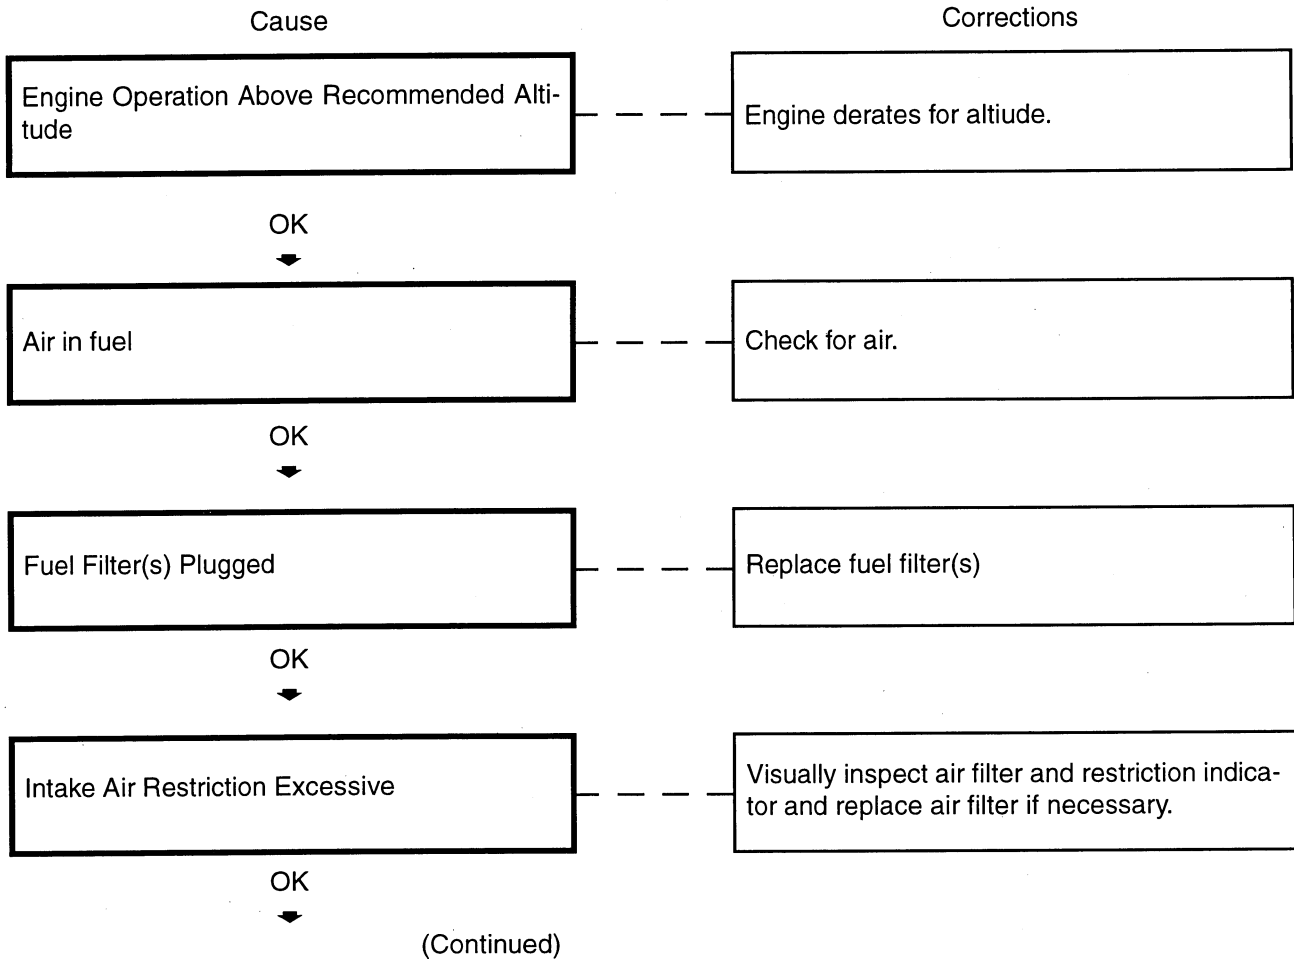 Cause
Corrections
Engine Operation Above Recommended Alti-
tude
Engine derates for altiude.
OK
Air in fuel
Check for air.
OK
Fuel Filter(s) Plugged
Replace fuel filter(s)
OK
Intake Air Restriction Excessive
Visually inspect air filter and restriction indica-
tor and replace air filter if necessary.
OK
(Continued)